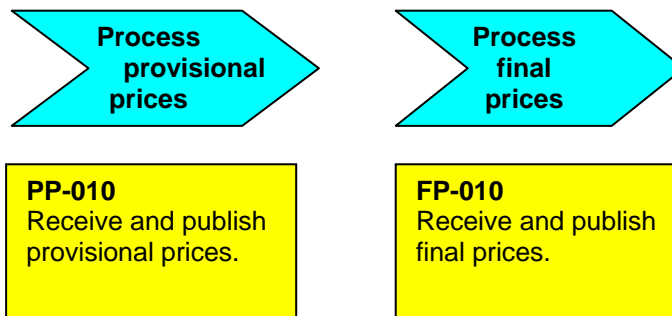 Process
provisional
prices
Process
final
prices
PP-010
Receive and publish
provisional prices.
FP-010
Receive and publish
final prices.